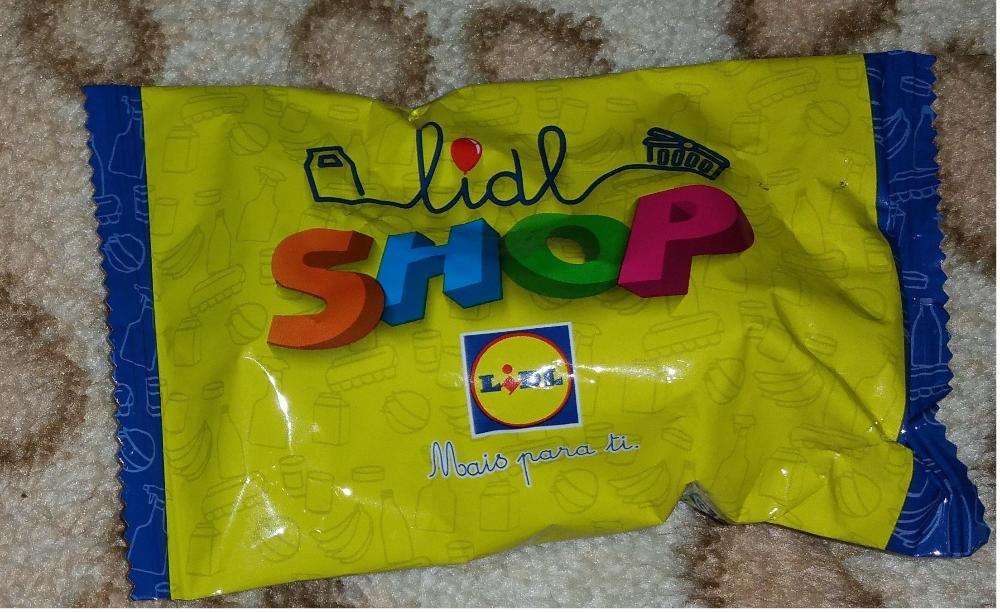 lidl
SHOP
LIDL
Mais para ti.